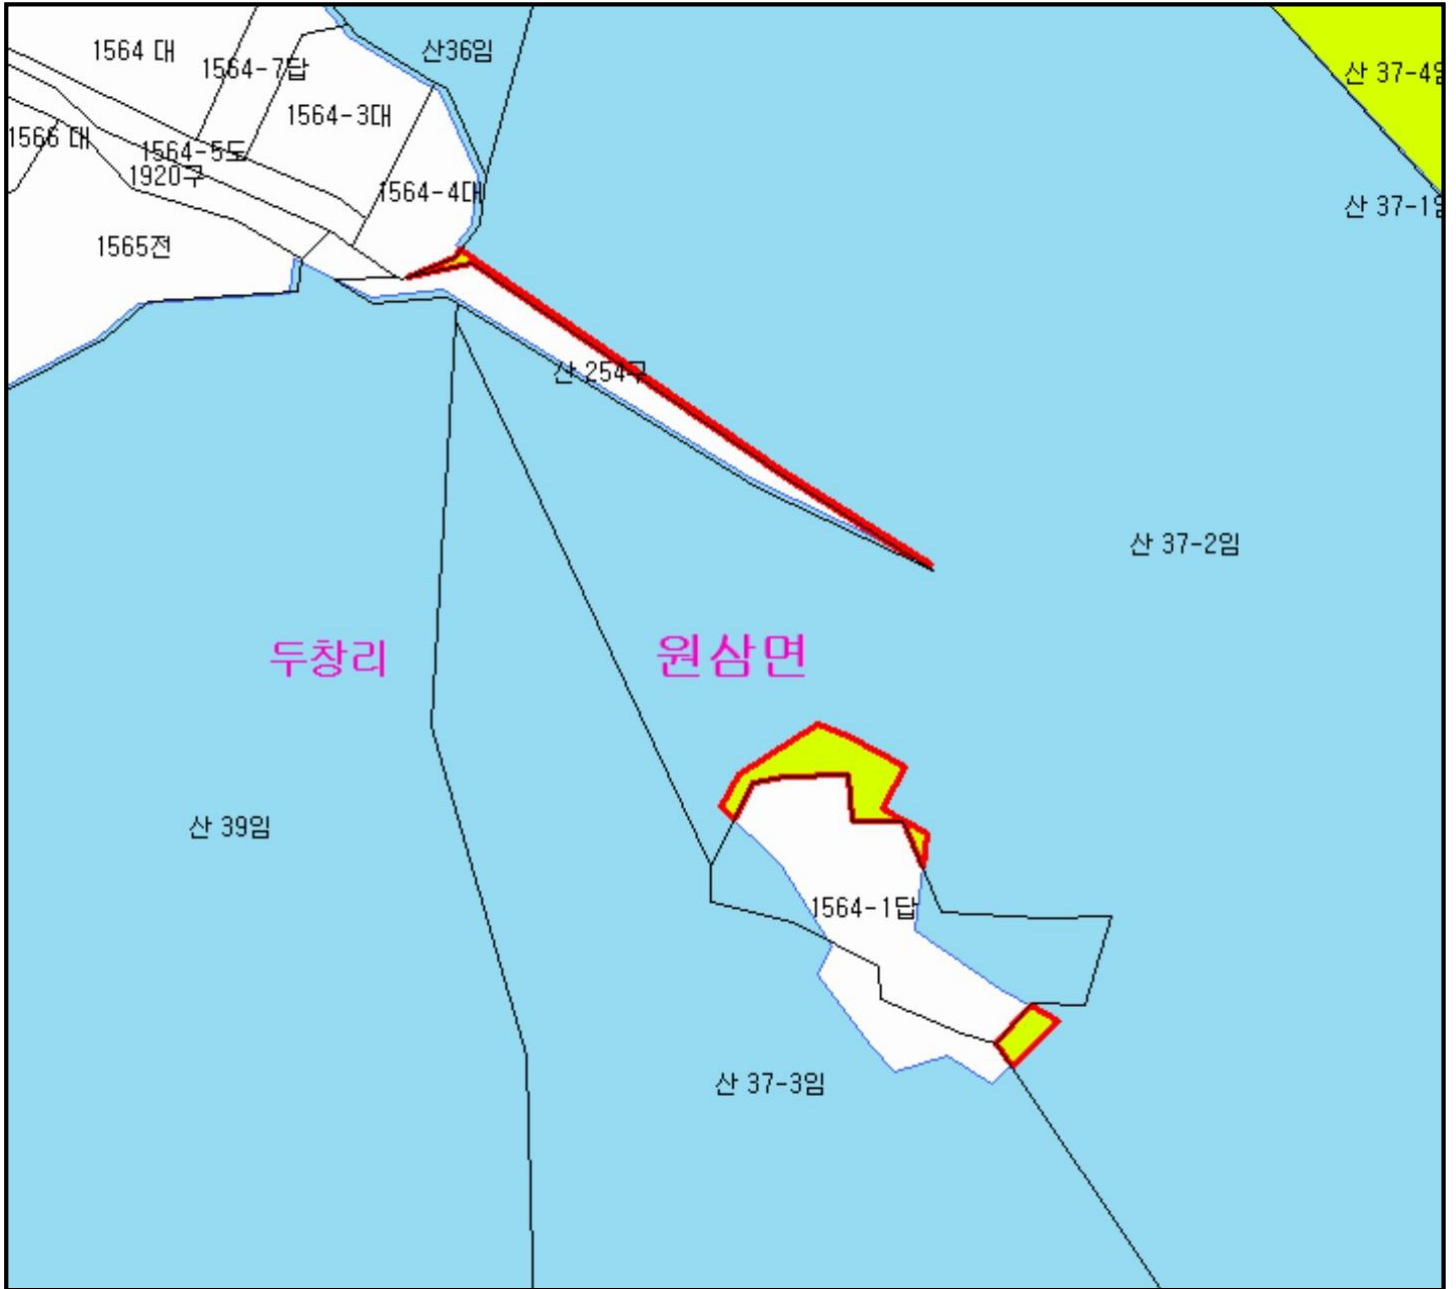 1564 대
산36임
1564-7답
산 37-4임
1564-3대
1566 대
1564-5도
1920구
1564-4대
산 37-1임
1565전
산 254구
산 37-2임
두창리
원삼면
산 39임
1564-1답
산 37-3임